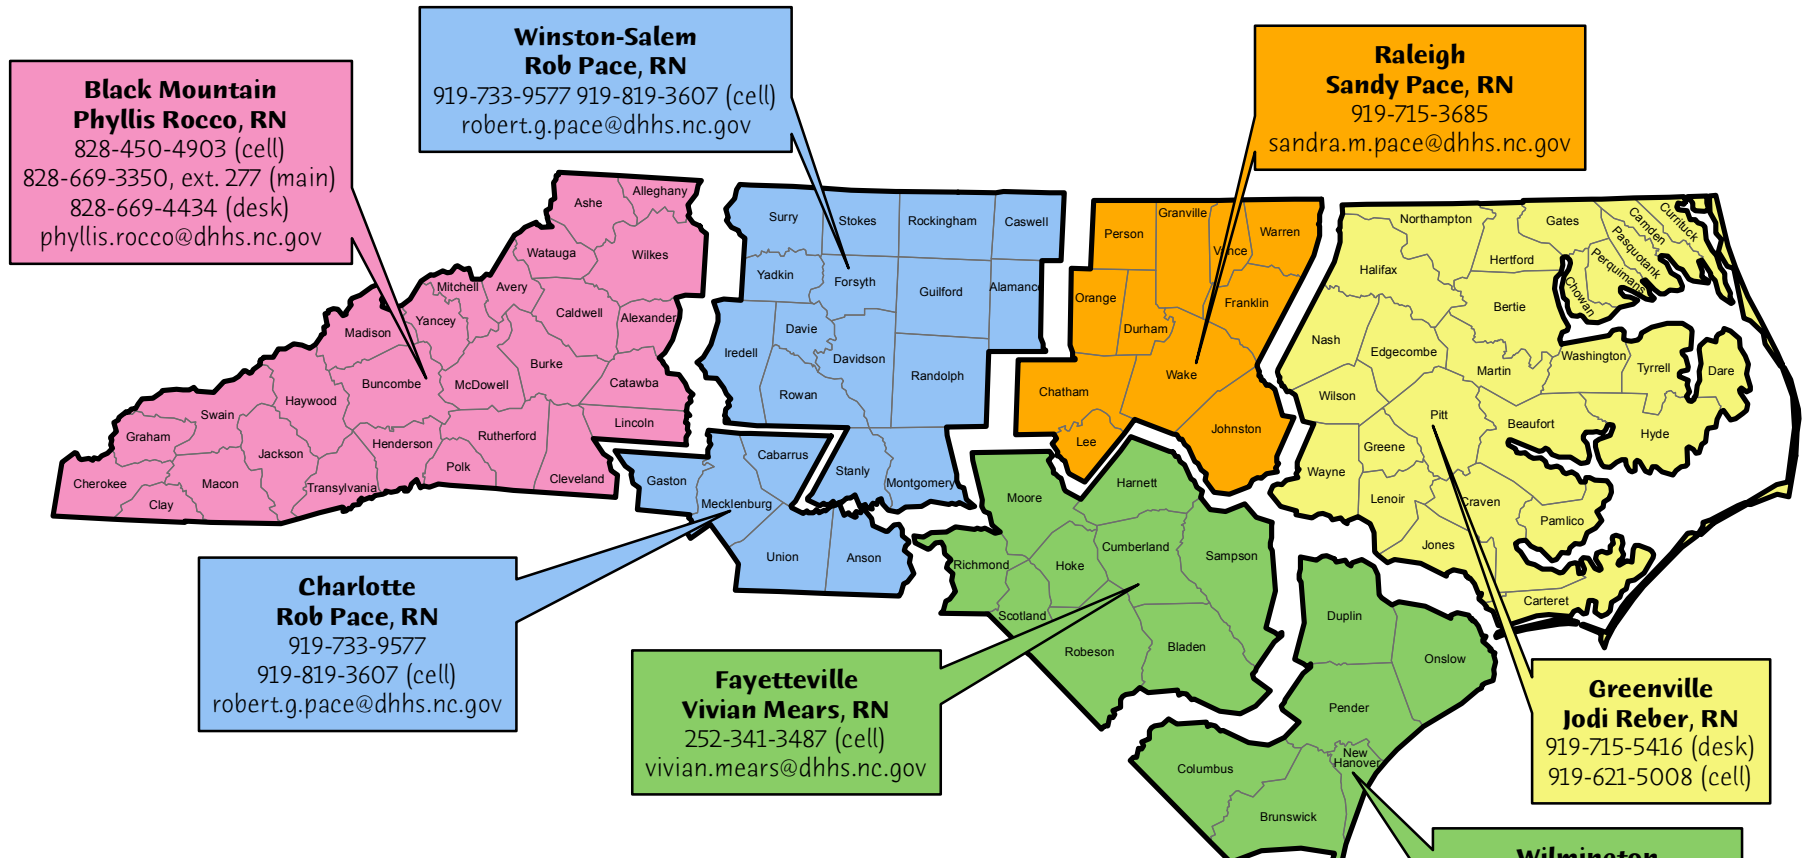 Winston-Salem
Rob Pace, RN
919-733-9577 919-819-3607 (cell)
robert.g.pace@dhhs.nc.gov
Raleigh
Sandy Pace, RN
919-715-3685
sandra.m.pace@dhhs.nc.gov
Black Mountain
Phyllis Rocco, RN
828-450-4903 (cell)
828-669-3350, ext. 277 (main)
828-669-4434 (desk)
phyllis.rocco@dhhs.nc.gov
Alleghany
Ashe
Watauga
Wilkes
Mitchell
Avery
Yancey
Caldwell
Alexander
Madison
Burke
Buncombe
McDowell
Catawba
Haywood
Swain
Lincoln
Graham
Henderson
Rutherford
Jackson
Polk
Cherokee
Macon
Transylvania
Cleveland
Clay
Surry
Stokes
Rockingham
Caswell
Yadkin
Forsyth
Guilford
Alamance
Davie
Iredell
Davidson
Randolph
Rowan
Stanly
Montgomery
Cabarrus
Gaston
Mecklenburg
Union
Anson
Person
Granville
Vance
Warren
Orange
Durham
Franklin
Chatham
Wake
Lee
Johnston
Northampton
Gates
Camden
Currituck
Pasquotank
Perquimans
Chowan
Halifax
Hertford
Bertie
Nash
Edgecombe
Martin
Washington
Tyrrell
Dare
Wilson
Pitt
Beaufort
Hyde
Greene
Wayne
Lenoir
Craven
Pamlico
Jones
Carteret
Moore
Harnett
Cumberland
Sampson
Richmond
Hoke
Scotland
Robeson
Bladen
Duplin
Onslow
Pender
New
Hanover
Columbus
Brunswick
Charlotte
Rob Pace, RN
919-733-9577
919-819-3607 (cell)
robert.g.pace@dhhs.nc.gov
Fayetteville
Vivian Mears, RN
252-341-3487 (cell)
vivian.mears@dhhs.nc.gov
Greenville
Jodi Reber, RN
919-715-5416 (desk)
919-621-5008 (cell)
Wilmington